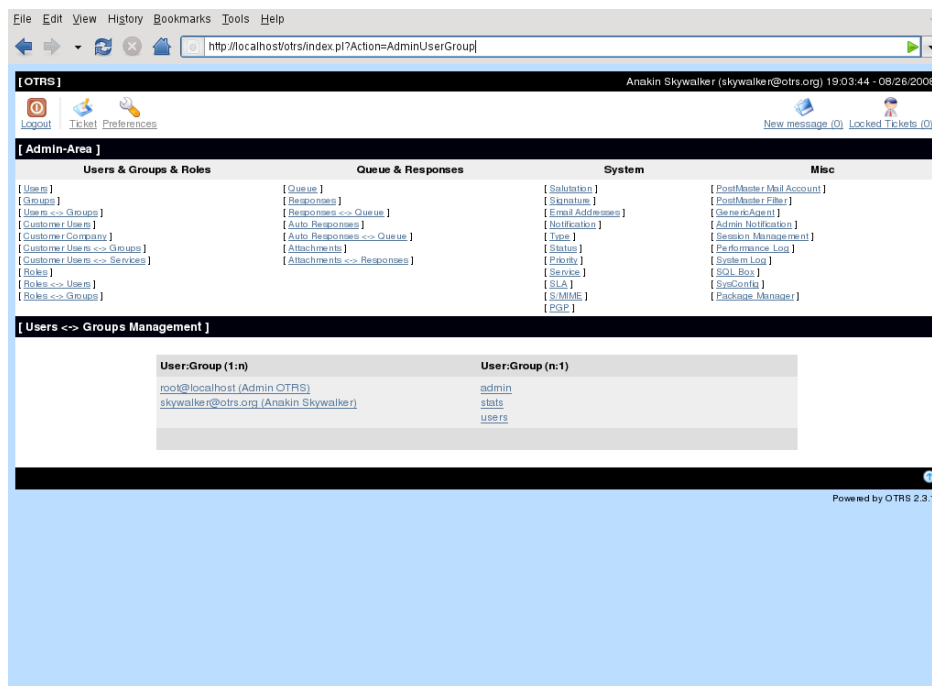 File Edit View History Bookmarks Tools Help
http://localhost/otrs/index.pl?Action=AdminUserGroup
[ OTRS ] Anakin Skywalker (skywalker@otrs.org) 19:03:44 - 08/26/2008
Logout Ticket Preferences New message (0) Locked Tickets (0)
[ Admin-Area ]
Users & Groups & Roles Queue & Responses System Misc
[ Users ] [ Queue ] [ Salutation ] [ PostMaster Mail Account ]
[ Groups ] [ Responses ] [ Signature ] [ PostMaster Filter ]
[ Users <-> Groups ] [ Responses <-> Queue ] [ Email Addresses ] [ GenericAgent ]
[ Customer Users ] [ Auto Responses ] [ Notification ] [ Admin Notification ]
[ Customer Company ] [ Auto Responses <-> Queue ] [ Type ] [ Session Management ]
[ Customer Users <-> Groups ] [ Attachments ] [ Status ] [ Performance Log ]
[ Customer Users <-> Services ] [ Attachments <-> Responses ] [ Priority ] [ System Log ]
[ Roles ] [ Service ] [ SQL Box ]
[ Roles <-> Users ] [ SLA ] [ SysConfig ]
[ Roles <-> Groups ] [ S/MIME ] [ Package Manager ]
[ PGP ]
[ Users <-> Groups Management ]
User:Group (1:n) User:Group (n:1)
root@localhost (Admin OTRS) admin
skywalker@otrs.org (Anakin Skywalker) stats
users
Powered by OTRS 2.3.